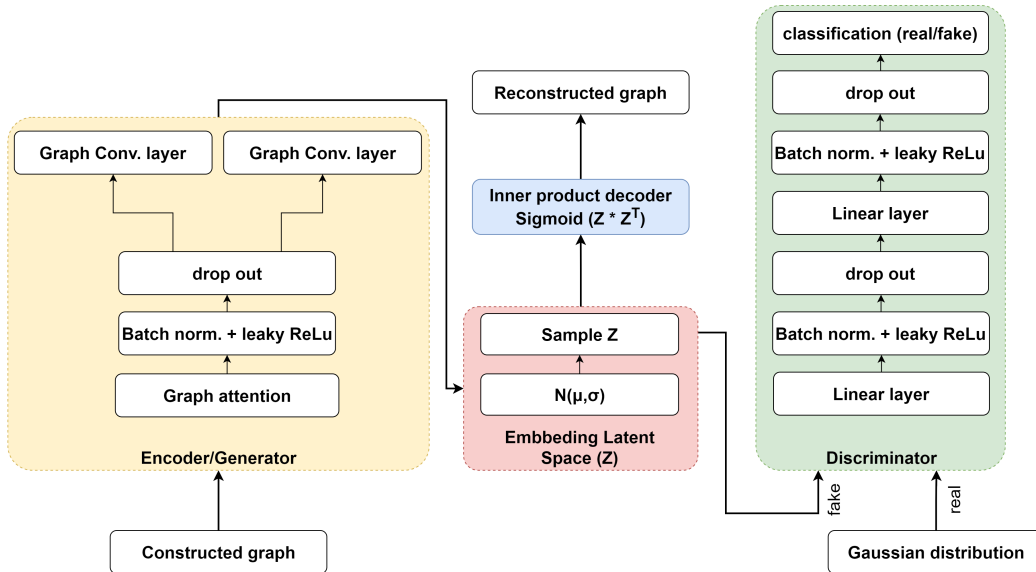 Graph Conv. layer
Graph Conv. layer
drop out
Batch norm. + leaky ReLu
Graph attention
Encoder/Generator
Constructed graph
Reconstructed graph
Inner product decoder
Sigmoid (Z * Z^T)
Sample Z
N(μ,σ)
Embbeding Latent
Space (Z)
classification (real/fake)
drop out
Batch norm. + leaky ReLu
Linear layer
drop out
Batch norm. + leaky ReLu
Linear layer
Discriminator
fake
real
Gaussian distribution